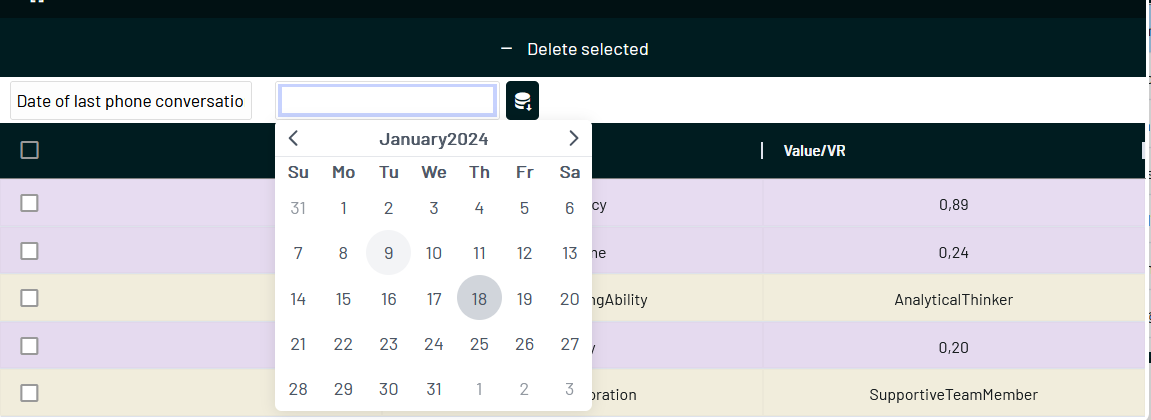 Delete selected
Date of last phone conversatio
January2024
Su Mo Tu We Th Fr Sa
31 1 2 3 4 5 6
7 8 9 10 11 12 13
14 15 16 17 18 19 20
21 22 23 24 25 26 27
28 29 30 31 1 2 3
Value/VR
cy 0,89
me 0,24
ngAbility AnalyticalThinker
y 0,20
oration SupportiveTeamMember